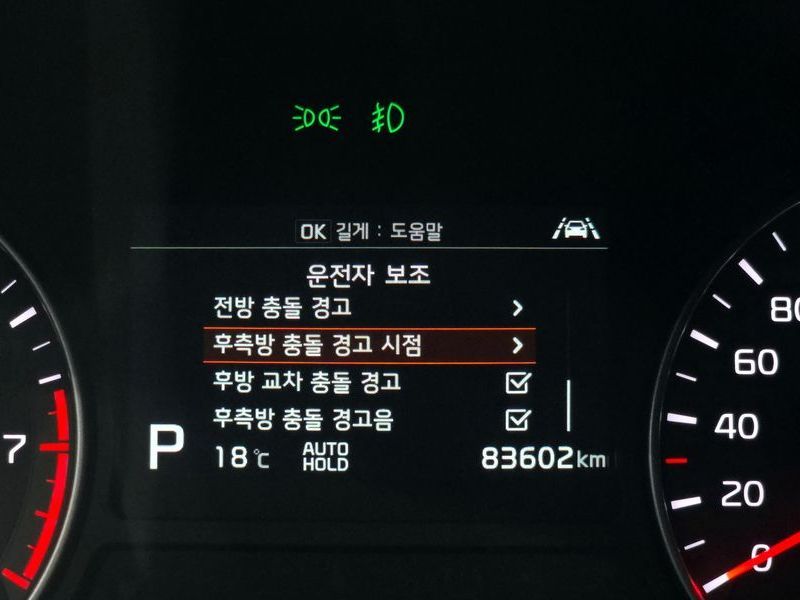 OK 길게 : 도움말
운전자 보조
전방 충돌 경고
후측방 충돌 경고 시점
후방 교차 충돌 경고
후측방 충돌 경고음
P
18℃
AUTO HOLD
83602km
7
80
60
40
20
0